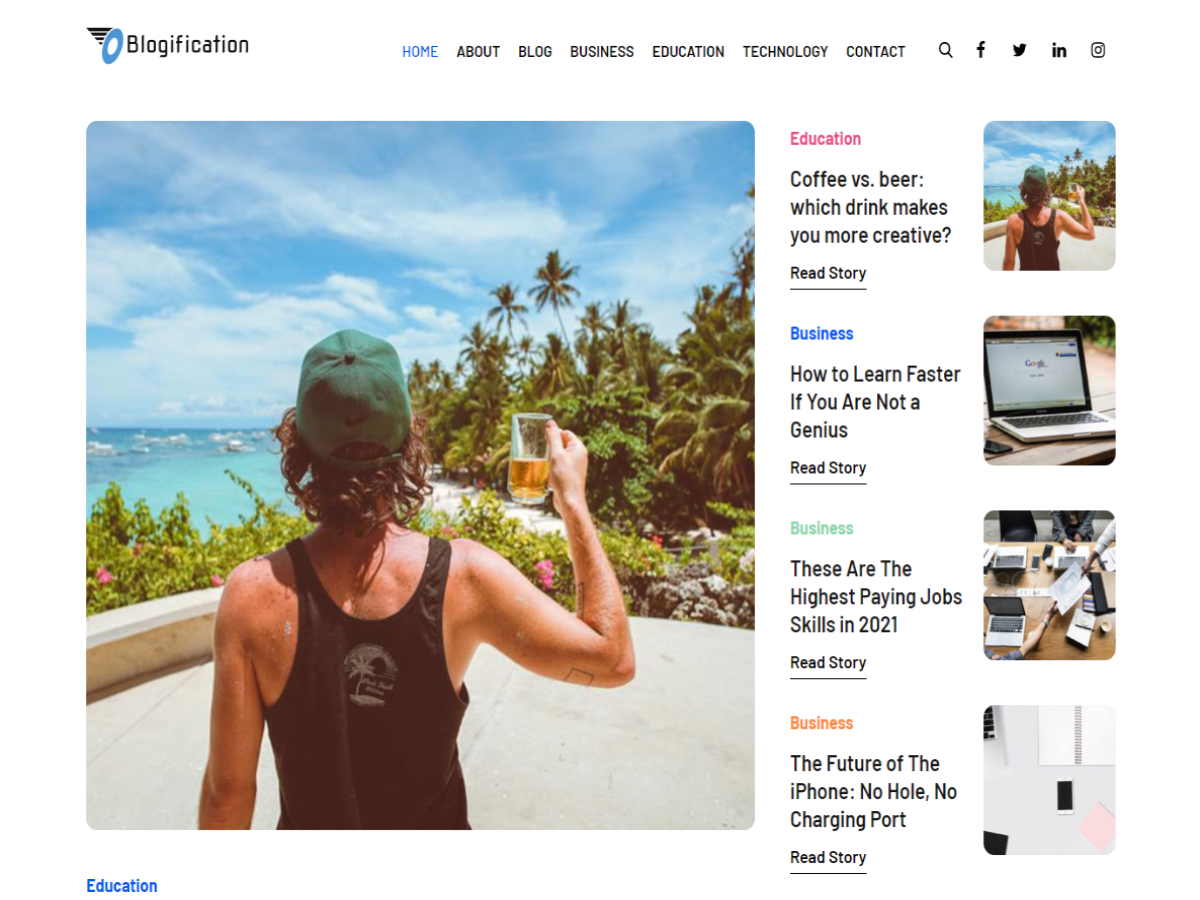 Blogification
HOME ABOUT BLOG BUSINESS EDUCATION TECHNOLOGY CONTACT
Education
Coffee vs. beer:
which drink makes
you more creative?
Read Story
Business
How to Learn Faster
If You Are Not a
Genius
Read Story
Google
Business
These Are The
Highest Paying Jobs
Skills in 2021
Read Story
Business
The Future of The
iPhone: No Hole, No
Charging Port
Read Story
Education